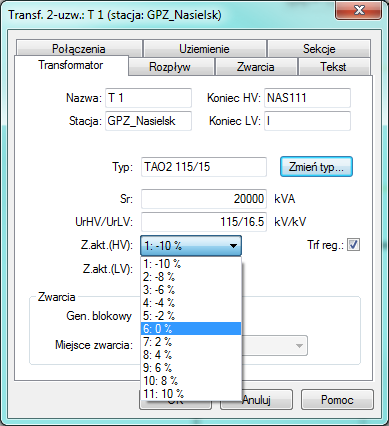 Transf. 2-uzw.: T 1 (stacja: GPZ_Nasielsk)
Połączenia Uziemienie Sekcje
Transformator Rozpływ Zwarcia Tekst
Nazwa: T 1 Koniec HV: NAS111
Stacja: GPZ_Nasielsk Koniec LV: I
Typ: TAO2 115/15 Zmień typ...
Sr: 20000 kVA
UrHV/UrLV: 115/16.5 kV/kV
Z.akt.(HV): 1: -10 % Trf reg.:
Z.akt.(LV):
1: -10 %
2: -8 %
3: -6 %
4: -4 %
5: -2 %
6: 0 %
7: 2 %
8: 4 %
9: 6 %
10: 8 %
11: 10 %
Zwarcia
Gen. blokowy
Miejsce zwarcia:
OK Anuluj Pomoc